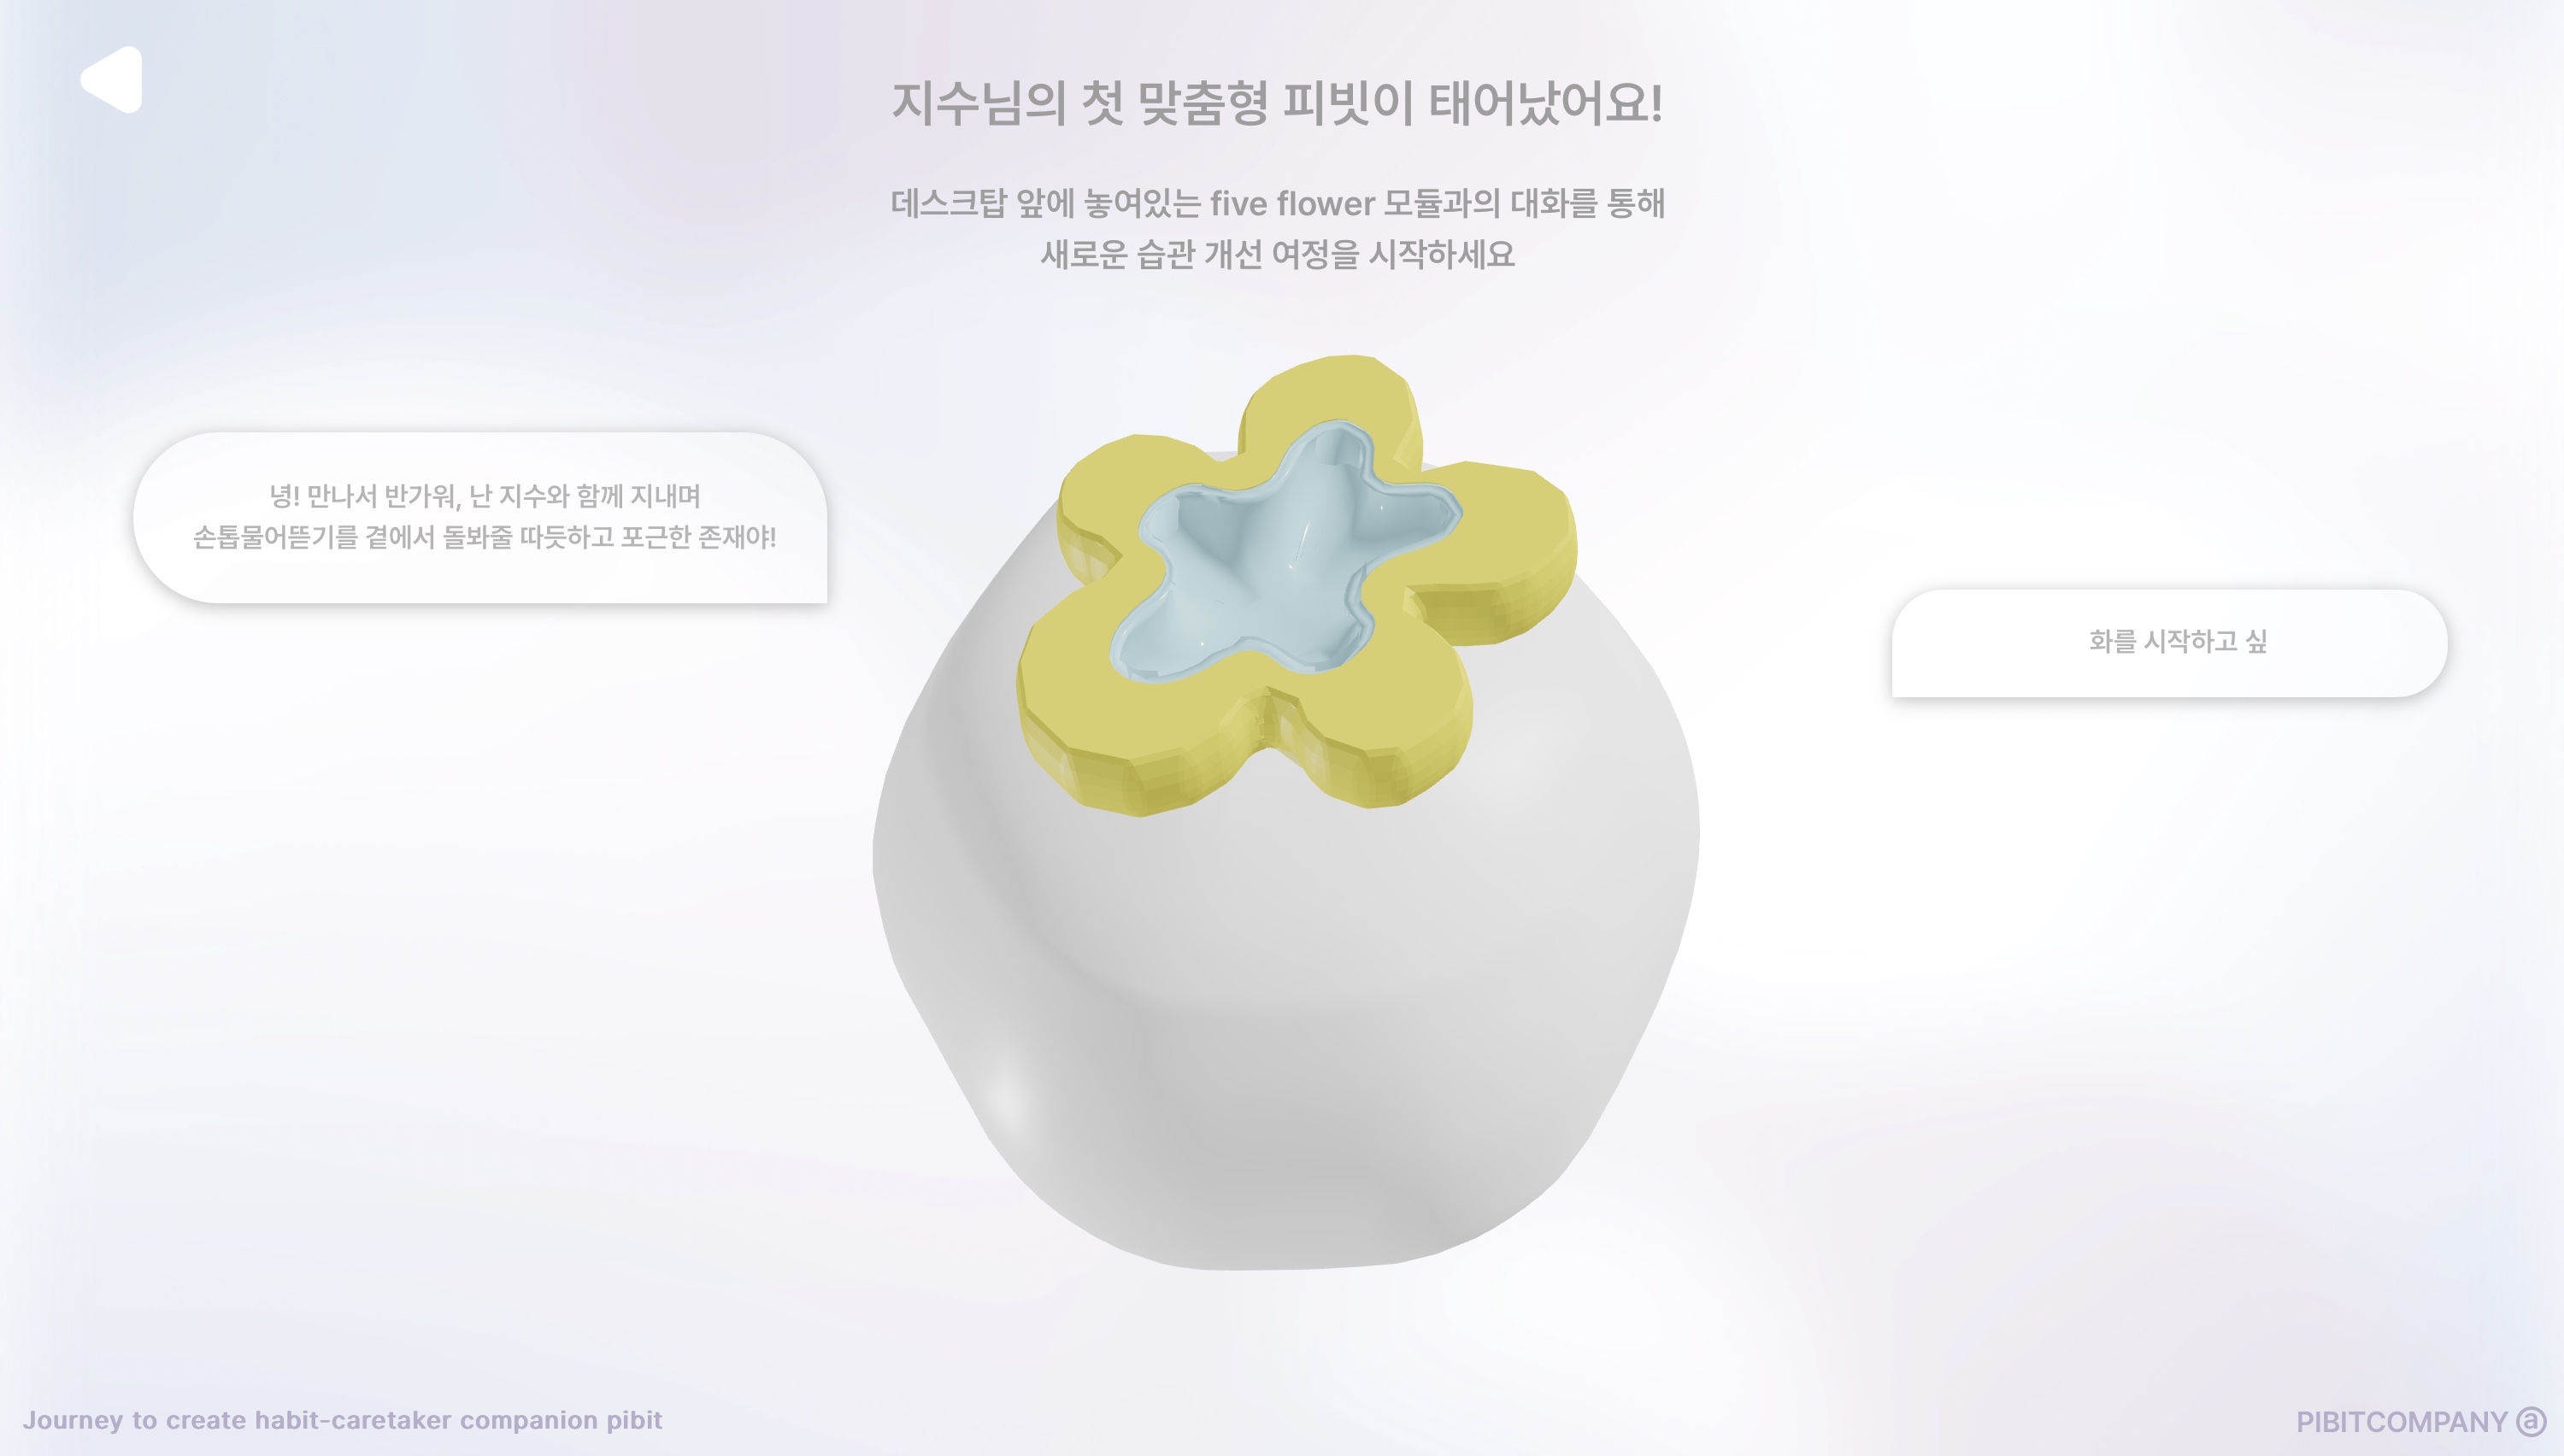 지수님의 첫 맞춤형 피빗이 태어났어요!
데스크탑 앞에 놓여있는 five flower 모듈과의 대화를 통해
새로운 습관 개선 여정을 시작하세요
녕! 만나서 반가워, 난 지수와 함께 지내며
손톱물어뜯기를 곁에서 돌봐줄 따듯하고 포근한 존재야!
화를 시작하고 싶
Journey to create habit-caretaker companion pibit
PIBITCOMPANY ⓐ